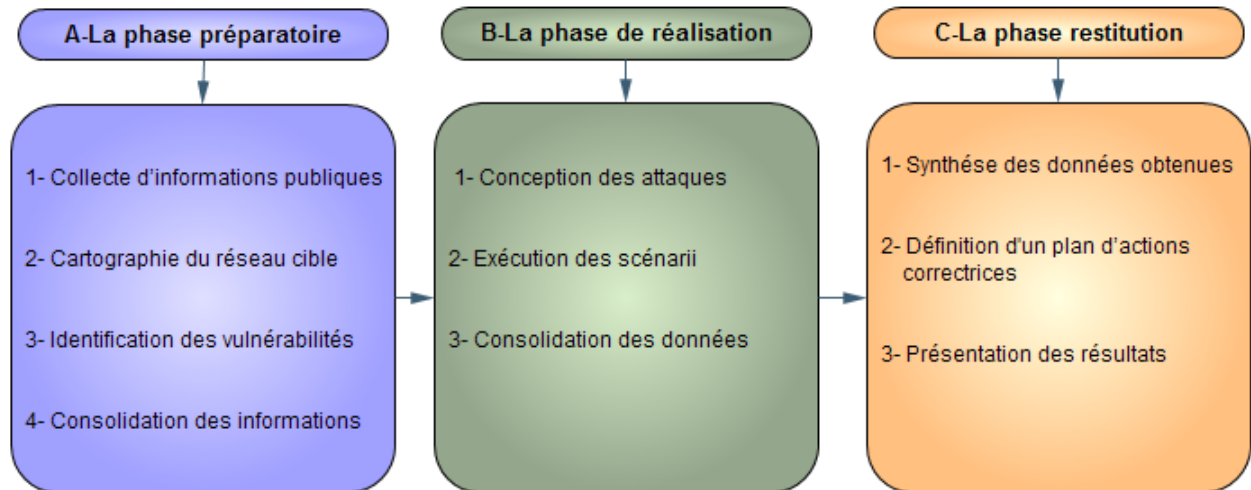 A-La phase préparatoire
1- Collecte d'informations publiques
2- Cartographie du réseau cible
3- Identification des vulnérabilités
4- Consolidation des informations
B-La phase de réalisation
1- Conception des attaques
2- Exécution des scénarii
3- Consolidation des données
C-La phase restitution
1- Synthése des données obtenues
2- Définition d'un plan d'actions
correctrices
3- Présentation des résultats